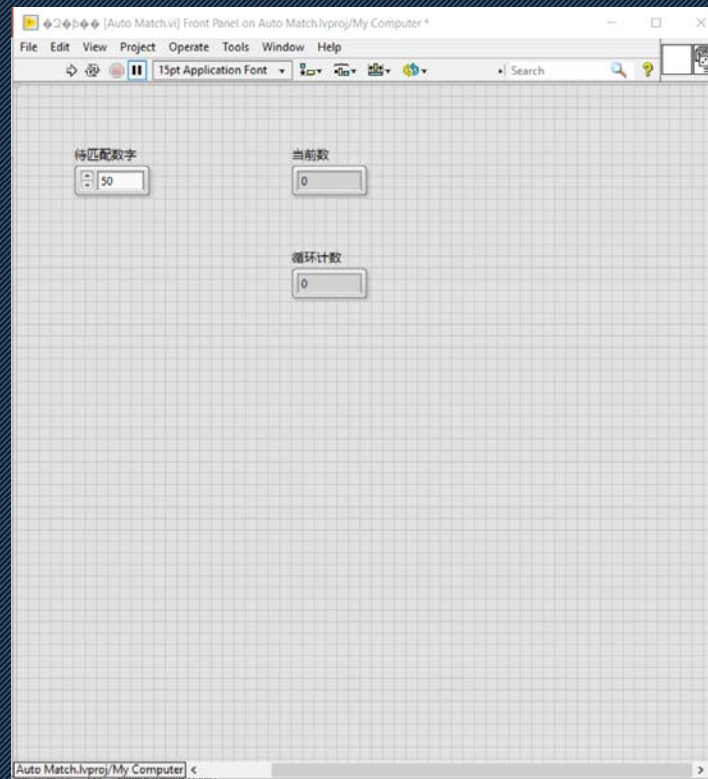 [Auto Match.vi] Front Panel on Auto Match.lvproj/My Computer *
File Edit View Project Operate Tools Window Help
15pt Application Font Search
待匹配数字 当前数
50 0
循环计数
0
Auto Match.lvproj/My Computer